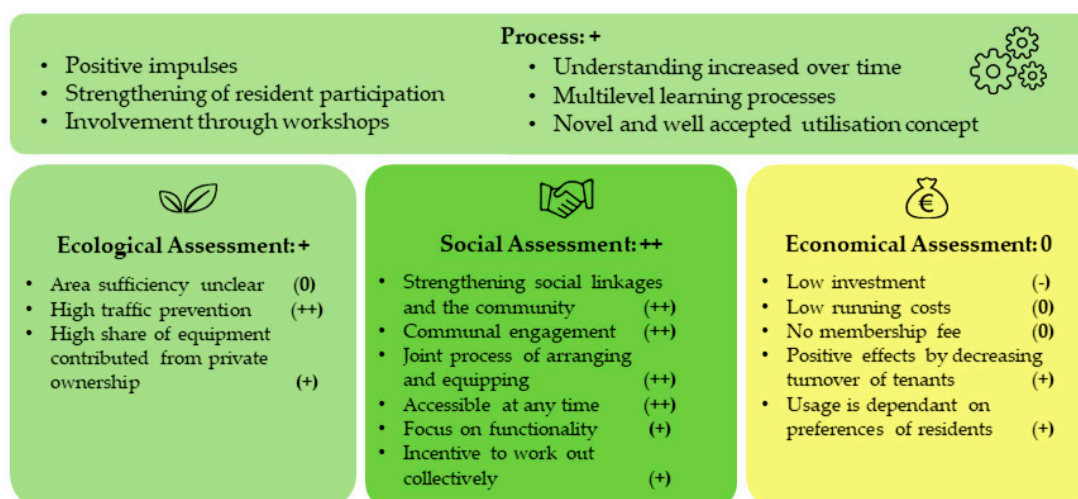 Process: +
• Positive impulses
• Strengthening of resident participation
• Involvement through workshops
• Understanding increased over time
• Multilevel learning processes
• Novel and well accepted utilisation concept
Ecological Assessment: +
• Area sufficiency unclear (0)
• High traffic prevention (++)
• High share of equipment
contributed from private
ownership (+)
Social Assessment: ++
• Strengthening social linkages
and the community (++)
• Communal engagement (++)
• Joint process of arranging
and equipping (++)
• Accessible at any time (++)
• Focus on functionality (+)
• Incentive to work out
collectively (+)
€
Economical Assessment: 0
• Low investment (-)
• Low running costs (0)
• No membership fee (0)
• Positive effects by decreasing
turnover of tenants (+)
• Usage is dependant on
preferences of residents (+)